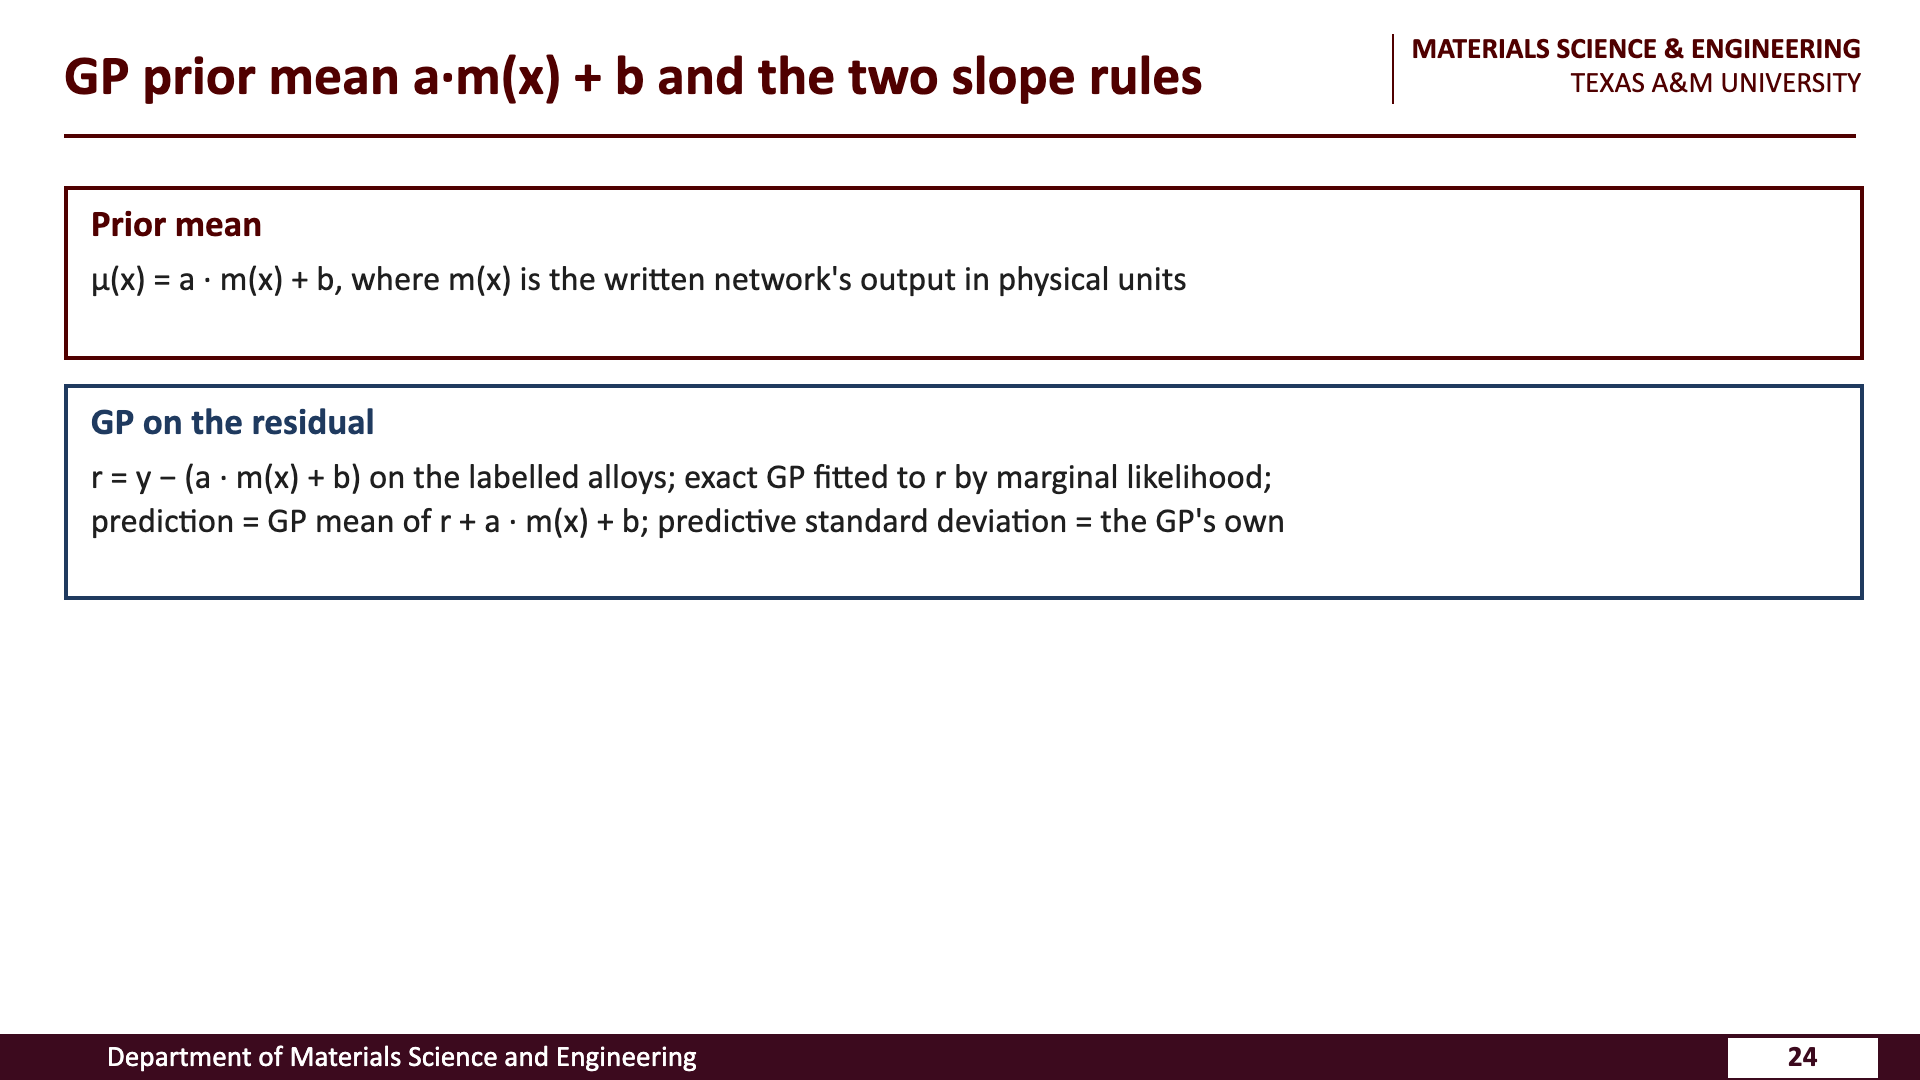 GP prior mean a·m(x) + b and the two slope rules
MATERIALS SCIENCE & ENGINEERING
TEXAS A&M UNIVERSITY
Prior mean
μ(x) = a · m(x) + b, where m(x) is the written network's output in physical units
GP on the residual
r = y − (a · m(x) + b) on the labelled alloys; exact GP fitted to r by marginal likelihood;
prediction = GP mean of r + a · m(x) + b; predictive standard deviation = the GP's own
Department of Materials Science and Engineering
24